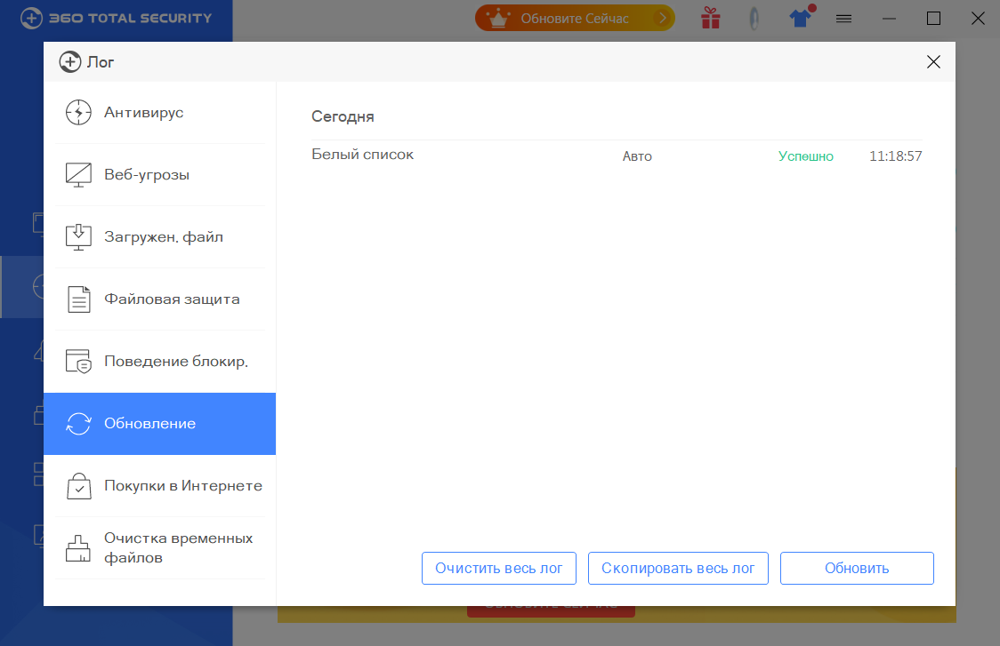 360 TOTAL SECURITY
Обновите Сейчас
Лог
Антивирус
Веб-угрозы
Загружен. файл
Файловая защита
Поведение блокир.
Обновление
Покупки в Интернете
Очистка временных
файлов
Сегодня
Белый список Авто Успешно 11:18:57
Очистить весь лог Скопировать весь лог Обновить